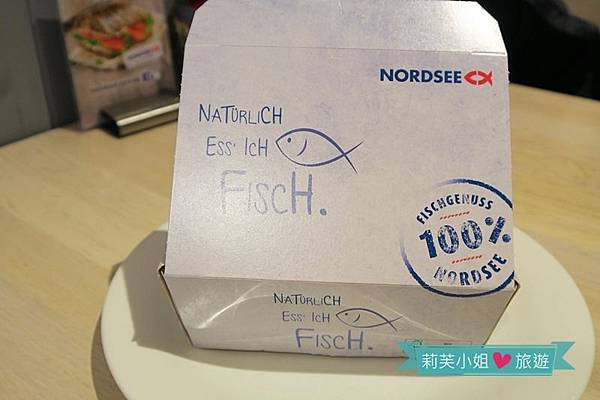 NORDSEE
NATÜRLICH
ESS' ICH
FISCH.
FISCHGENUSS
100%
NORDSEE
NATÜRLICH
ESS' ICH
FISCH.
莉芙小姐♥旅遊